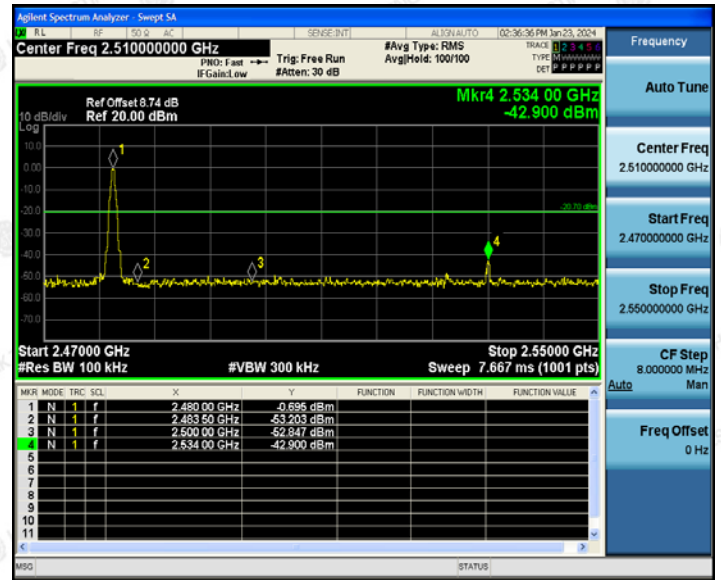 Agilent Spectrum Analyzer - Swept SA
RL RF 50 Ω AC SENSE:INT ALIGN AUTO 02:36:36 PM Jan 23, 2024
Center Freq 2.510000000 GHz #Avg Type: RMS TRACE 1 2 3 4 5 6
PNO: Fast Trig: Free Run Avg|Hold: 100/100 TYPE M
IFGain:Low #Atten: 30 dB DET P P P P P P
Mkr4 2.534 00 GHz
-42.900 dBm
Ref Offset 8.74 dB
10 dB/div Ref 20.00 dBm
Log
10.0
0.00
-10.0
-20.0
-30.0
-40.0
-50.0
-60.0
-70.0
1
2
3
4
-20.70 dBm
Start 2.47000 GHz Stop 2.55000 GHz
#Res BW 100 kHz #VBW 300 kHz Sweep 7.667 ms (1001 pts)
MKR MODE TRC SCL X Y FUNCTION FUNCTION WIDTH FUNCTION VALUE
1 N 1 f 2.480 00 GHz -0.695 dBm
2 N 1 f 2.483 50 GHz -53.203 dBm
3 N 1 f 2.500 00 GHz -52.847 dBm
4 N 1 f 2.534 00 GHz -42.900 dBm
5
6
7
8
9
10
11
MSG STATUS
Frequency
Auto Tune
Center Freq
2.510000000 GHz
Start Freq
2.470000000 GHz
Stop Freq
2.550000000 GHz
CF Step
8.000000 MHz
Auto Man
Freq Offset
0 Hz